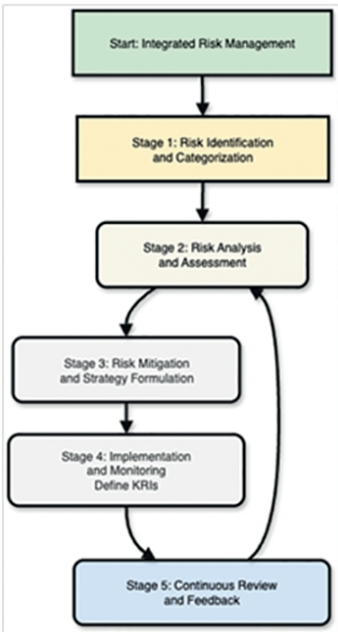 Start: Integrated Risk Management
Stage 1: Risk Identification
and Categorization
Stage 2: Risk Analysis
and Assessment
Stage 3: Risk Mitigation
and Strategy Formulation
Stage 4: Implementation
and Monitoring
Define KRIs
Stage 5: Continuous Review
and Feedback